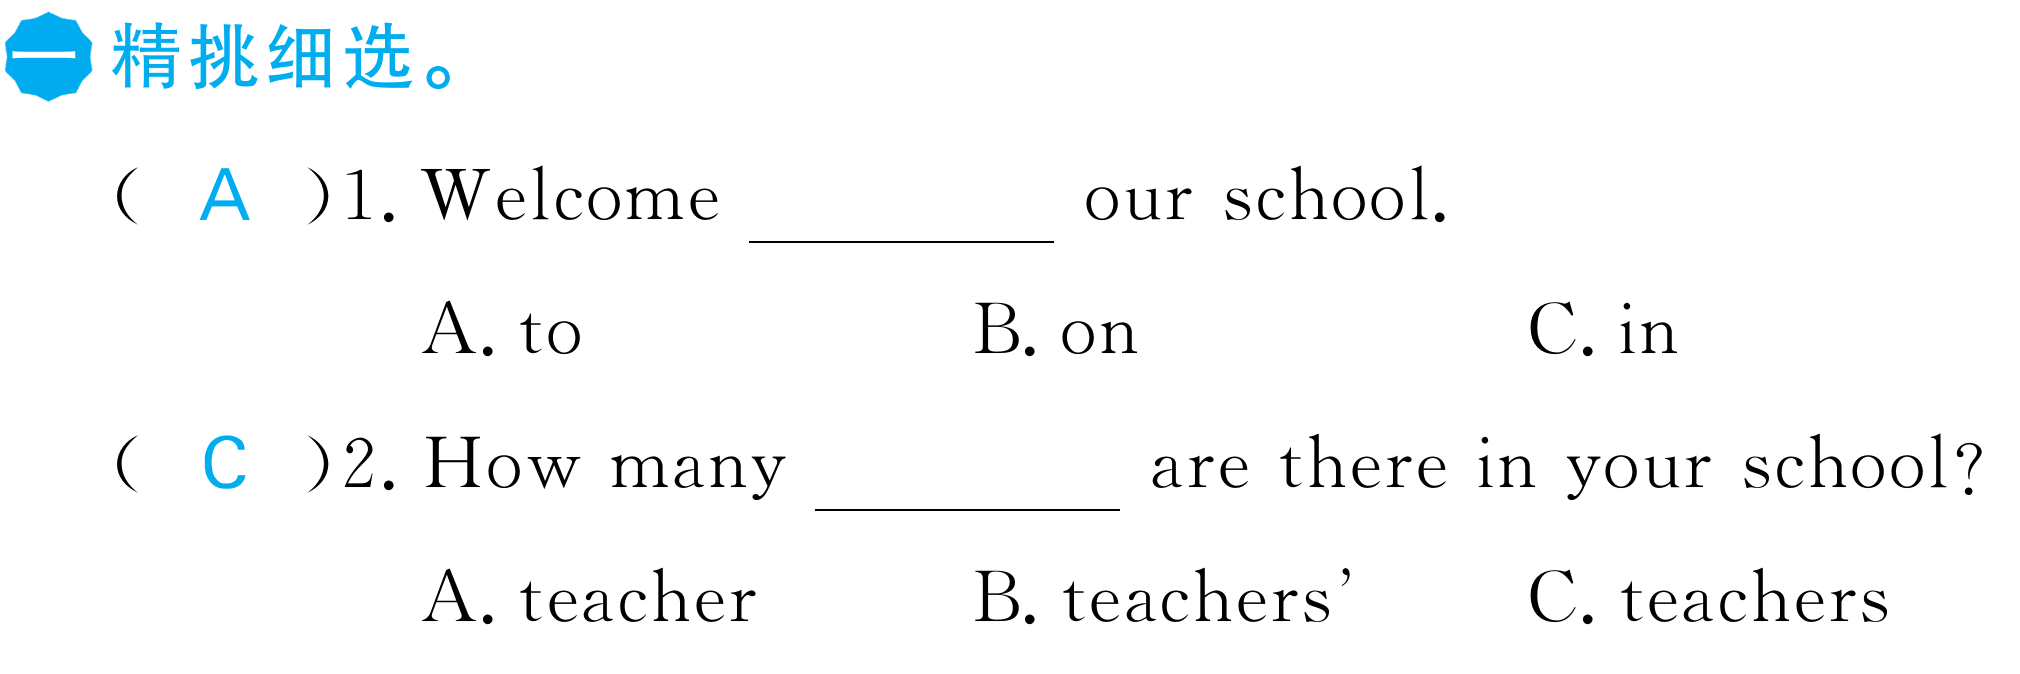 一 精挑细选。
( A )1. Welcome ________ our school.
A. to B. on C. in
( C )2. How many ________ are there in your school?
A. teacher B. teachers’ C. teachers